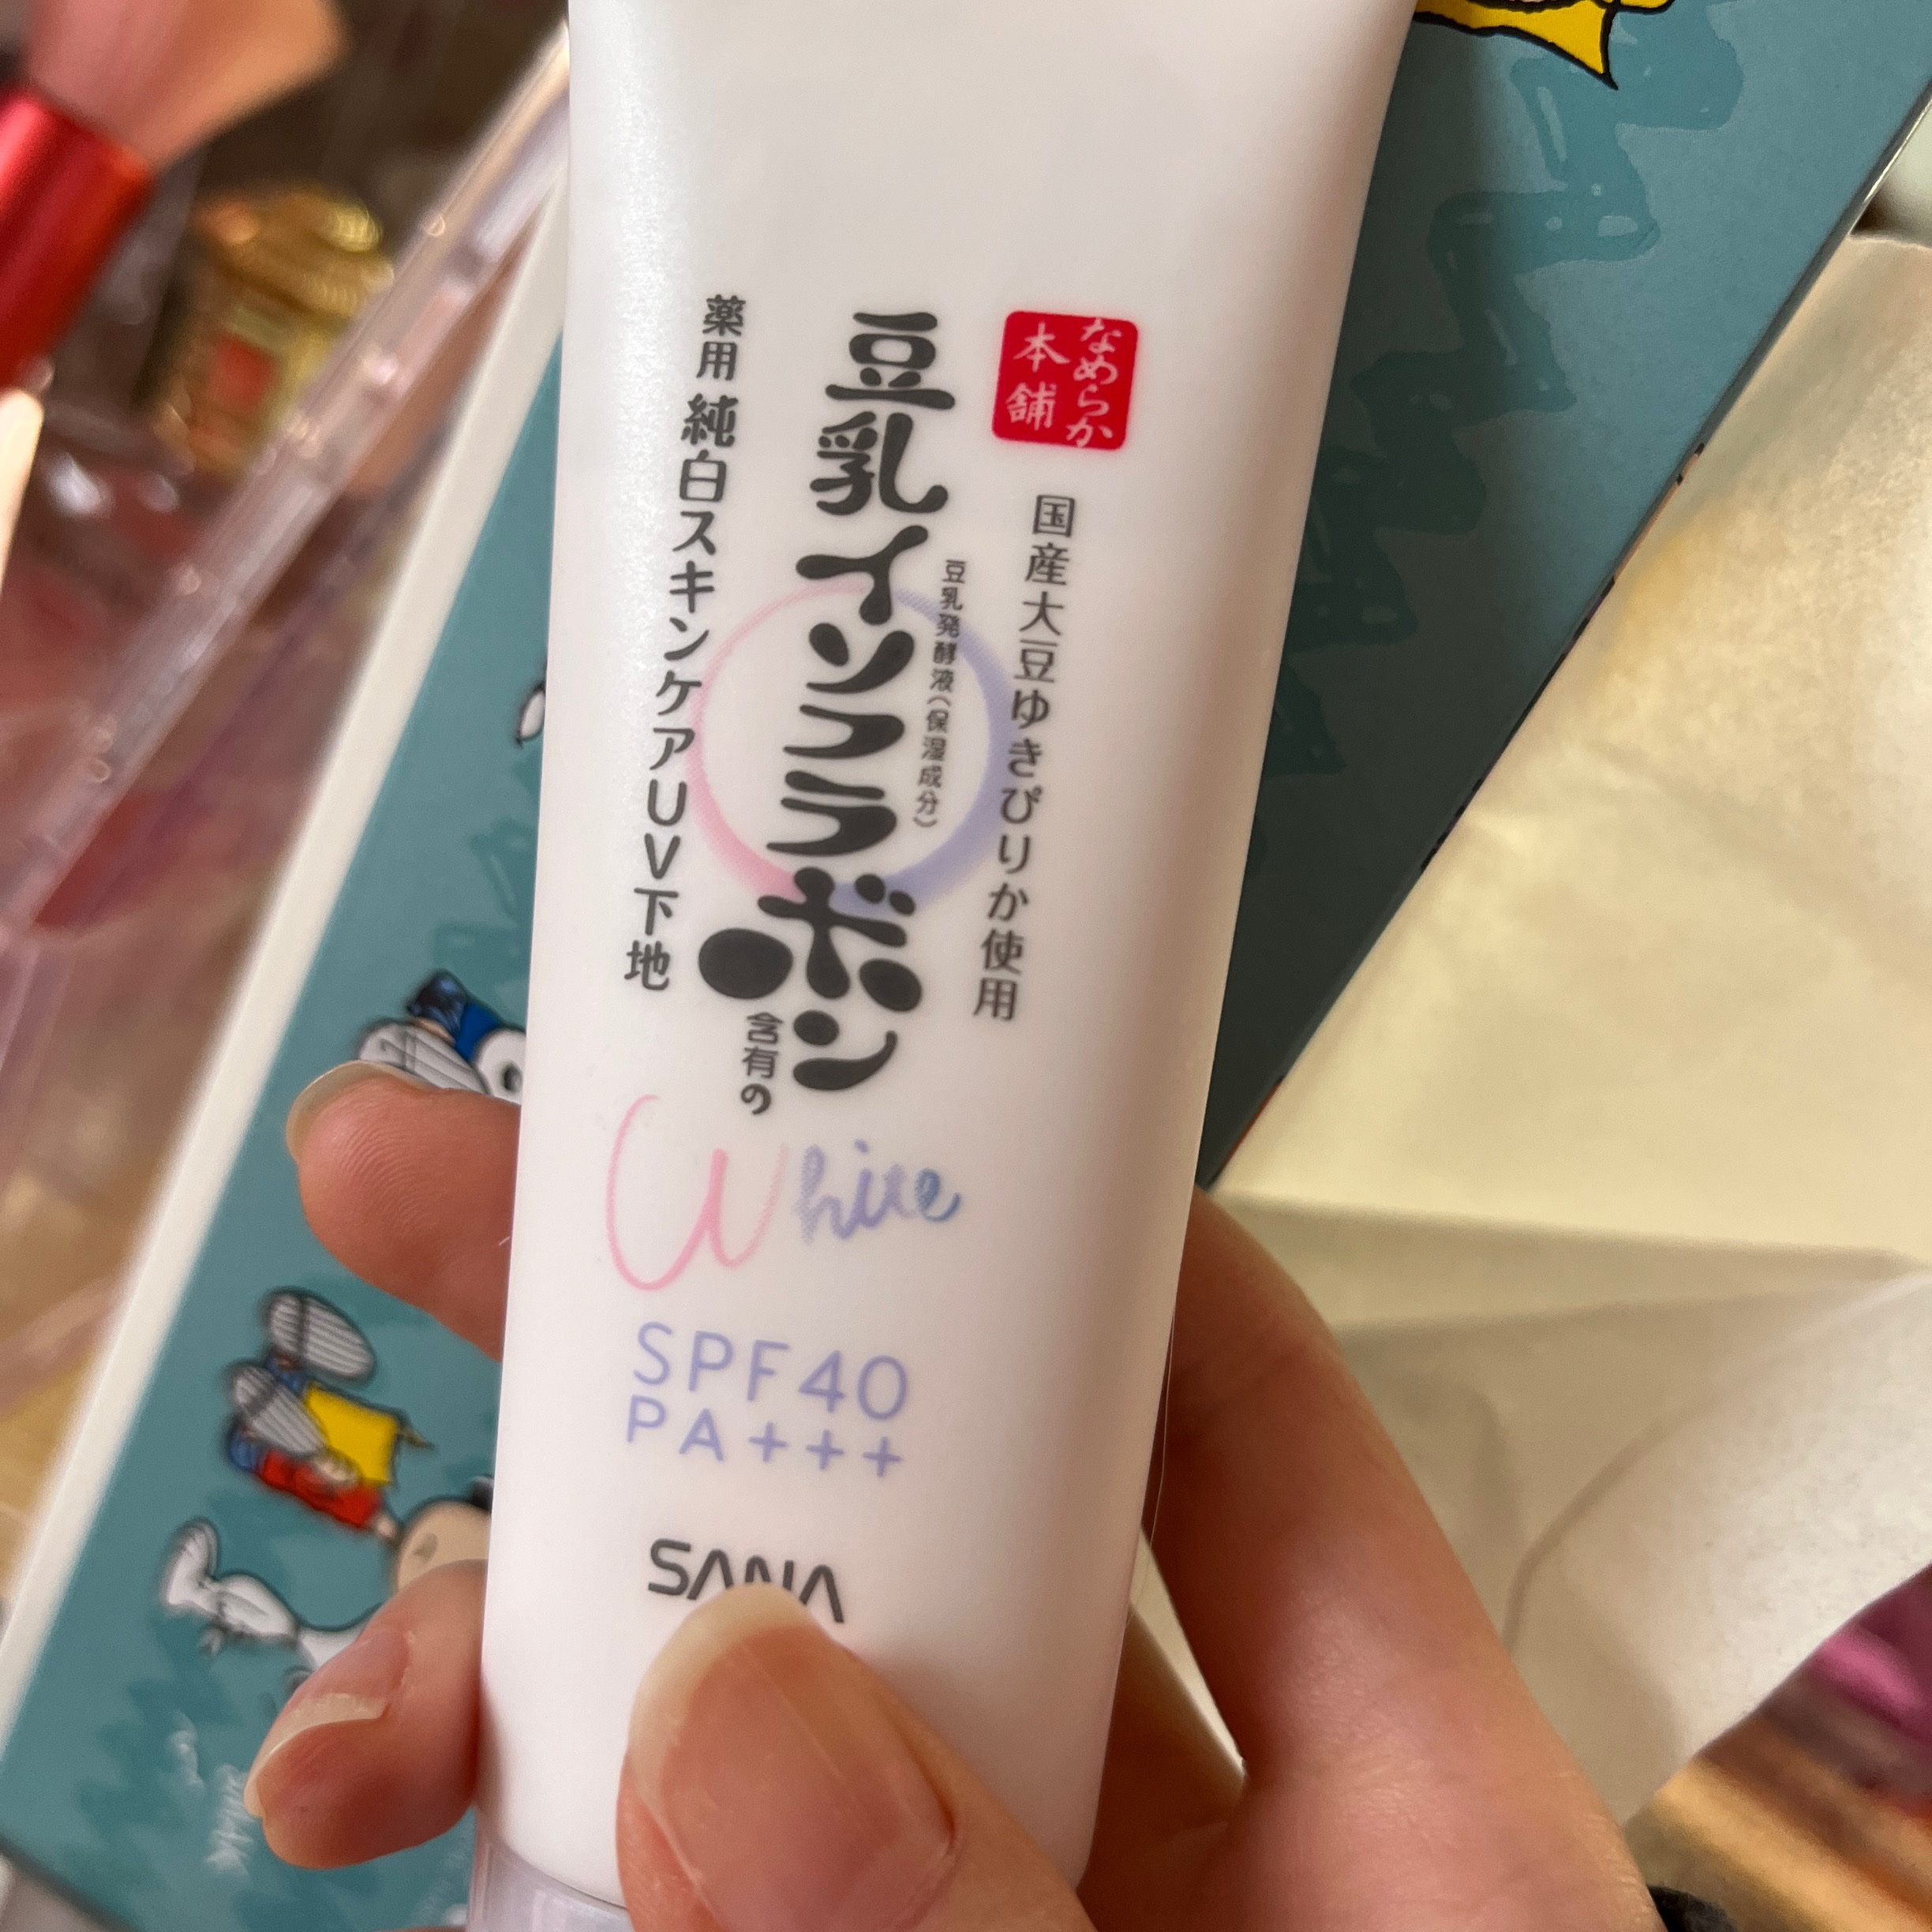 なめらか
本舗
国産大豆ゆきぴりか使用
豆乳発酵液(保湿成分)
豆乳イソフラボン
含有の
薬用 純白スキンケアUV下地
White
SPF40
PA+++
SANA